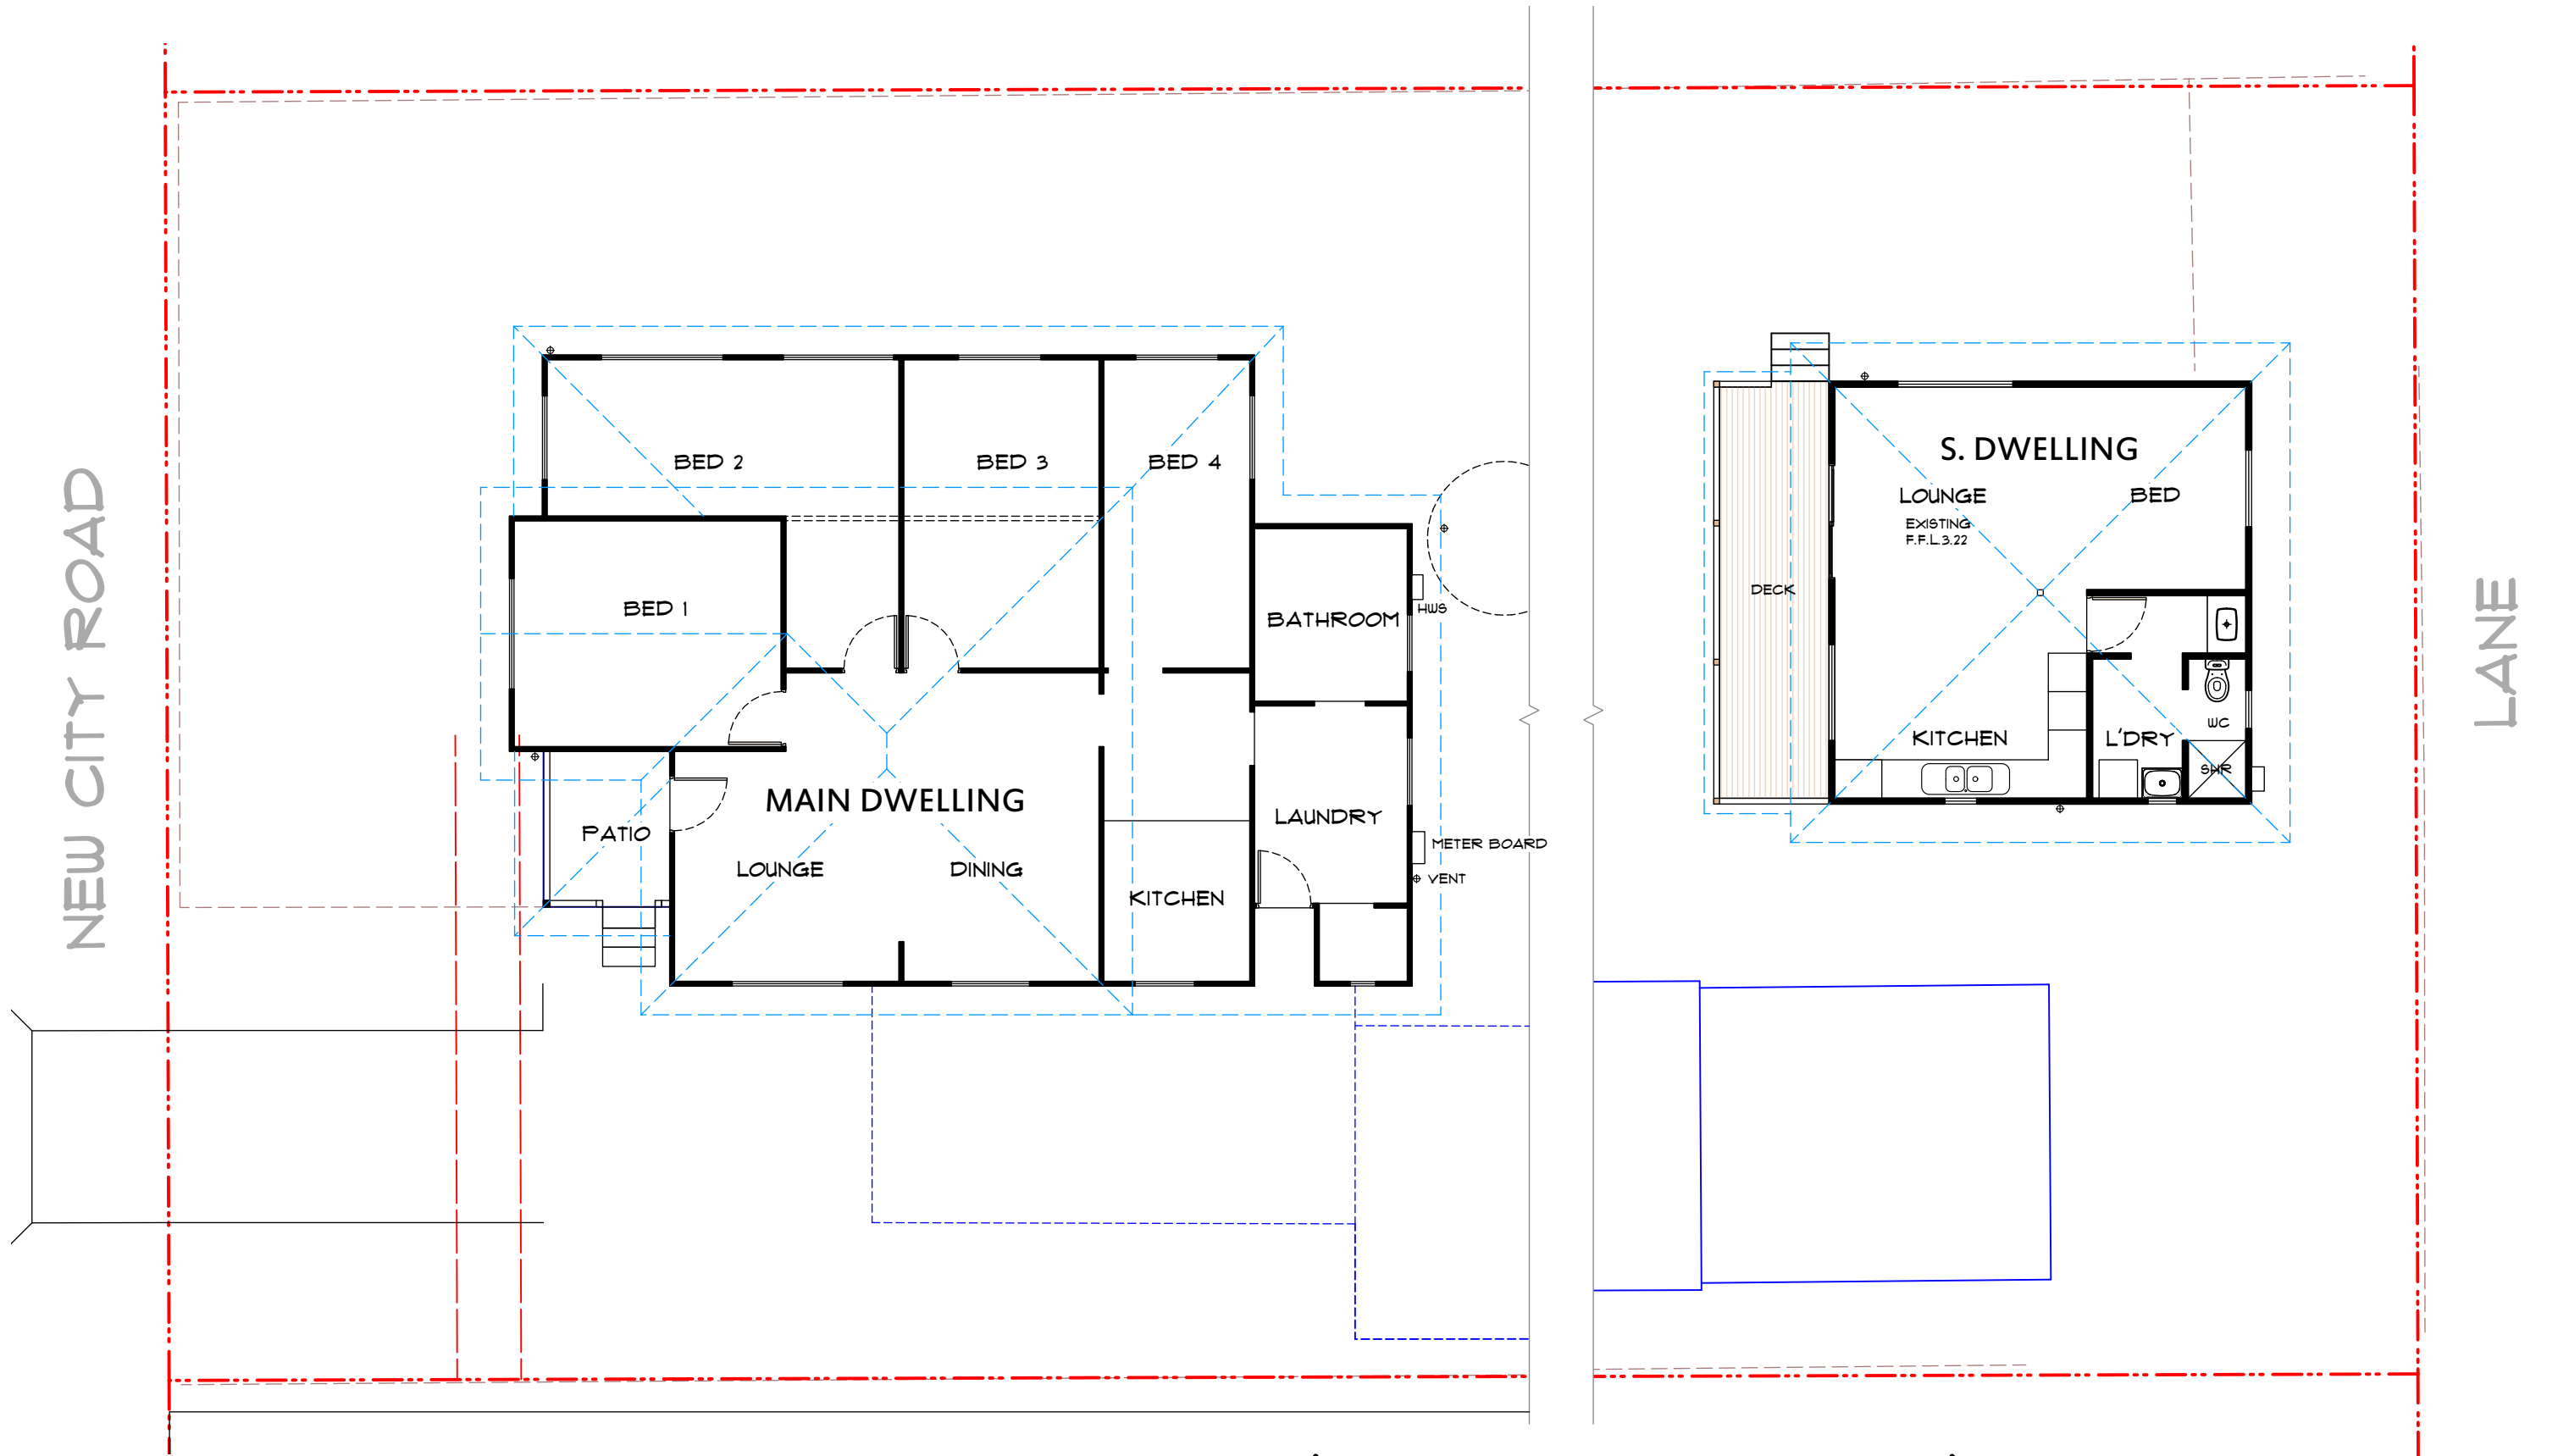 NEW CITY ROAD
MAIN DWELLING
BED 1
BED 2
BED 3
BED 4
BATHROOM
HWS
LAUNDRY
METER BOARD
VENT
PATIO
LOUNGE
DINING
KITCHEN
S. DWELLING
LOUNGE
EXISTING
F.F.L.3.22
BED
DECK
KITCHEN
L'DRY
WC
SHR
LANE